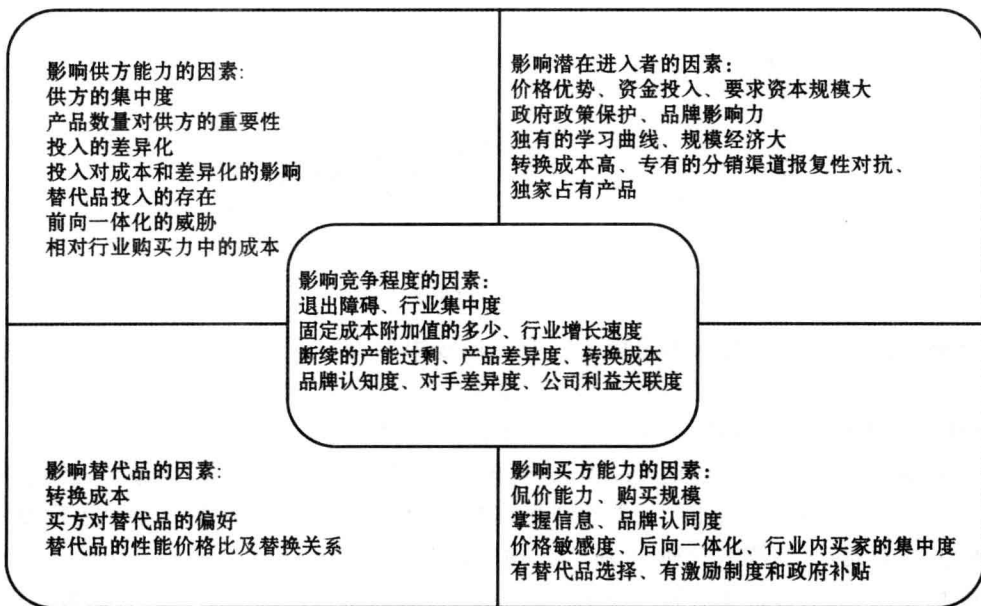 影响供方能力的因素:
供方的集中度
产品数量对供方的重要性
投入的差异化
投入对成本和差异化的影响
替代品投入的存在
前向一体化的威胁
相对行业购买力中的成本
影响潜在进入者的因素:
价格优势、资金投入、要求资本规模大
政府政策保护、品牌影响力
独有的学习曲线、规模经济大
转换成本高、专有的分销渠道报复性对抗、
独家占有产品
影响竞争程度的因素:
退出障碍、行业集中度
固定成本附加值的多少、行业增长速度
断续的产能过剩、产品差异度、转换成本
品牌认知度、对手差异度、公司利益关联度
影响替代品的因素:
转换成本
买方对替代品的偏好
替代品的性能价格比及替换关系
影响买方能力的因素:
侃价能力、购买规模
掌握信息、品牌认同度
价格敏感度、后向一体化、行业内买家的集中度
有替代品选择、有激励制度和政府补贴